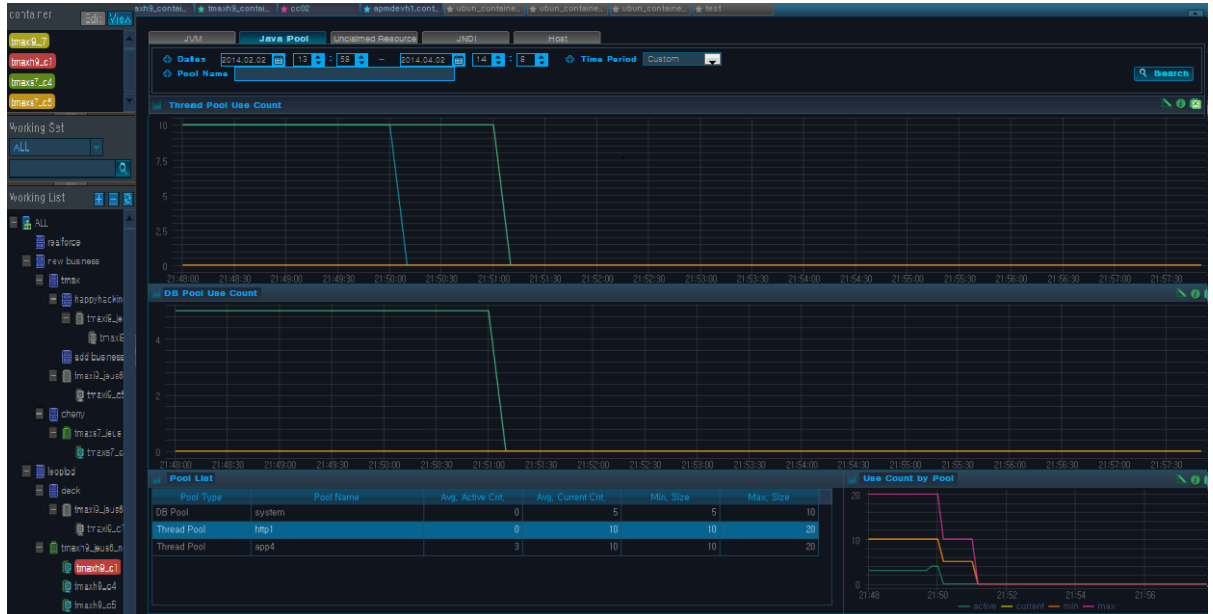 container Edit View
tmax9_7
tmaxh9_c1
tmaxs7_c4
tmaxs7_c5
Working Set
ALL
Working List
ALL
realforce
new business
tmax
happyhackin
add business
cherry
leopold
deck
tmaxh9_c1
tmaxh9_c4
tmaxh9_c5
axh9_contai.. tmaxh9_contai.. cc02 apmdevh1.cont.. ubun_containe.. ubun_containe.. ubun_containe.. test
JVM Java Pool Unclaimed Resource JNDI Host
Dates 2014.02.02 13 : 59 – 2014.04.02 14 : 9 Time Period Custom
Pool Name
Search
Thread Pool Use Count
10
7.5
5
2.5
0
21:48:00 21:48:30 21:49:00 21:49:30 21:50:00 21:50:30 21:51:00 21:51:30 21:52:00 21:52:30 21:53:00 21:53:30 21:54:00 21:54:30 21:55:00 21:55:30 21:56:00 21:56:30 21:57:00 21:57:30
DB Pool Use Count
4
2
0
21:48:00 21:48:30 21:49:00 21:49:30 21:50:00 21:50:30 21:51:00 21:51:30 21:52:00 21:52:30 21:53:00 21:53:30 21:54:00 21:54:30 21:55:00 21:55:30 21:56:00 21:56:30 21:57:00 21:57:30
Pool List
Pool Type Pool Name Avg. Active Cnt. Avg. Current Cnt. Min. Size Max. Size
DB Pool system 0 5 5 10
Thread Pool http1 0 10 10 20
Thread Pool app4 3 10 10 20
Use Count by Pool
20
10
0
21:48 21:50 21:52 21:54 21:56
active current min max